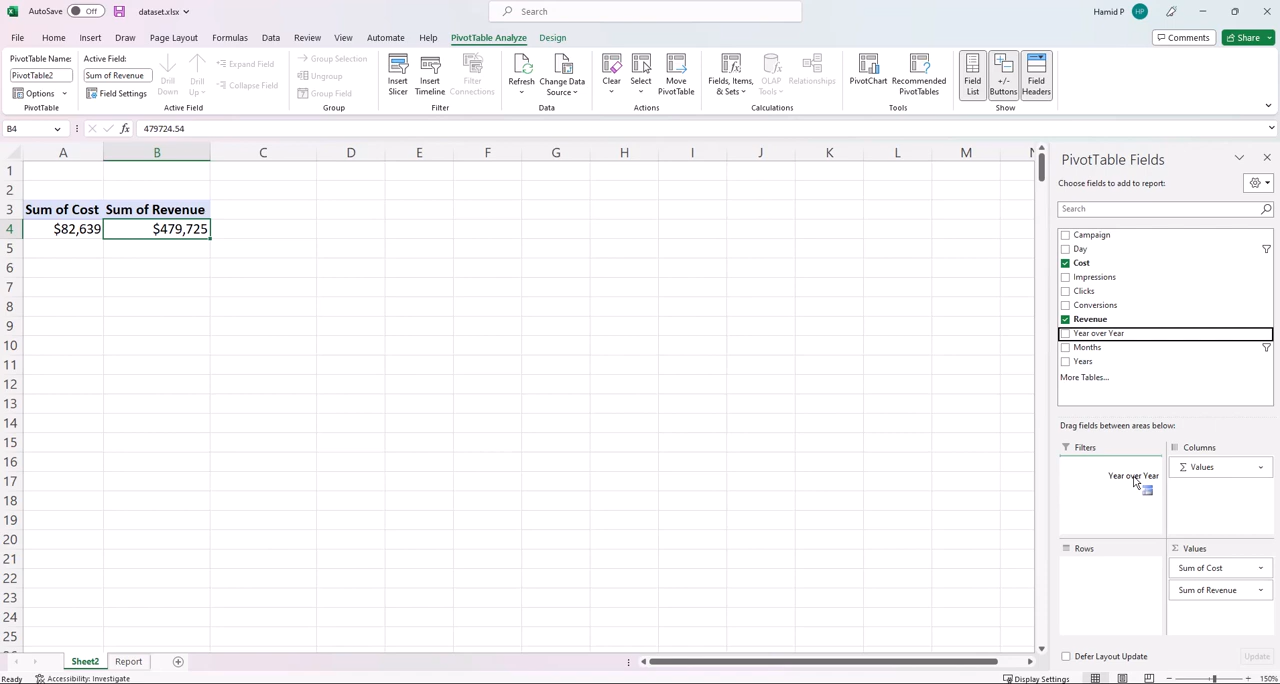 AutoSave Off dataset.xlsx Search Hamid P HP
File Home Insert Draw Page Layout Formulas Data Review View Automate Help PivotTable Analyze Design Comments Share
PivotTable Name: Active Field:
PivotTable2 Sum of Revenue
Options Field Settings
Drill Down Drill Up
Expand Field
Collapse Field
Group Selection
Ungroup
Group Field
Insert Slicer Insert Timeline Filter Connections
Refresh Change Data Source
Clear Select Move PivotTable
Fields, Items, & Sets OLAP Tools Relationships
PivotChart Recommended PivotTables
Field List +/- Buttons Field Headers
PivotTable Active Field Group Filter Data Actions Calculations Tools Show
B4 fx 479724.54
A B C D E F G H I J K L M N
1
2
3 Sum of Cost Sum of Revenue
4 $82,639 $479,725
5
6
7
8
9
10
11
12
13
14
15
16
17
18
19
20
21
22
23
24
25
PivotTable Fields
Choose fields to add to report:
Search
Campaign
Day
Cost
Impressions
Clicks
Conversions
Revenue
Year over Year
Months
Years
More Tables...
Drag fields between areas below:
Filters Columns
Σ Values
Year over Year
Rows Σ Values
Sum of Cost
Sum of Revenue
Defer Layout Update Update
Sheet2 Report
Ready Accessibility: Investigate Display Settings 150%